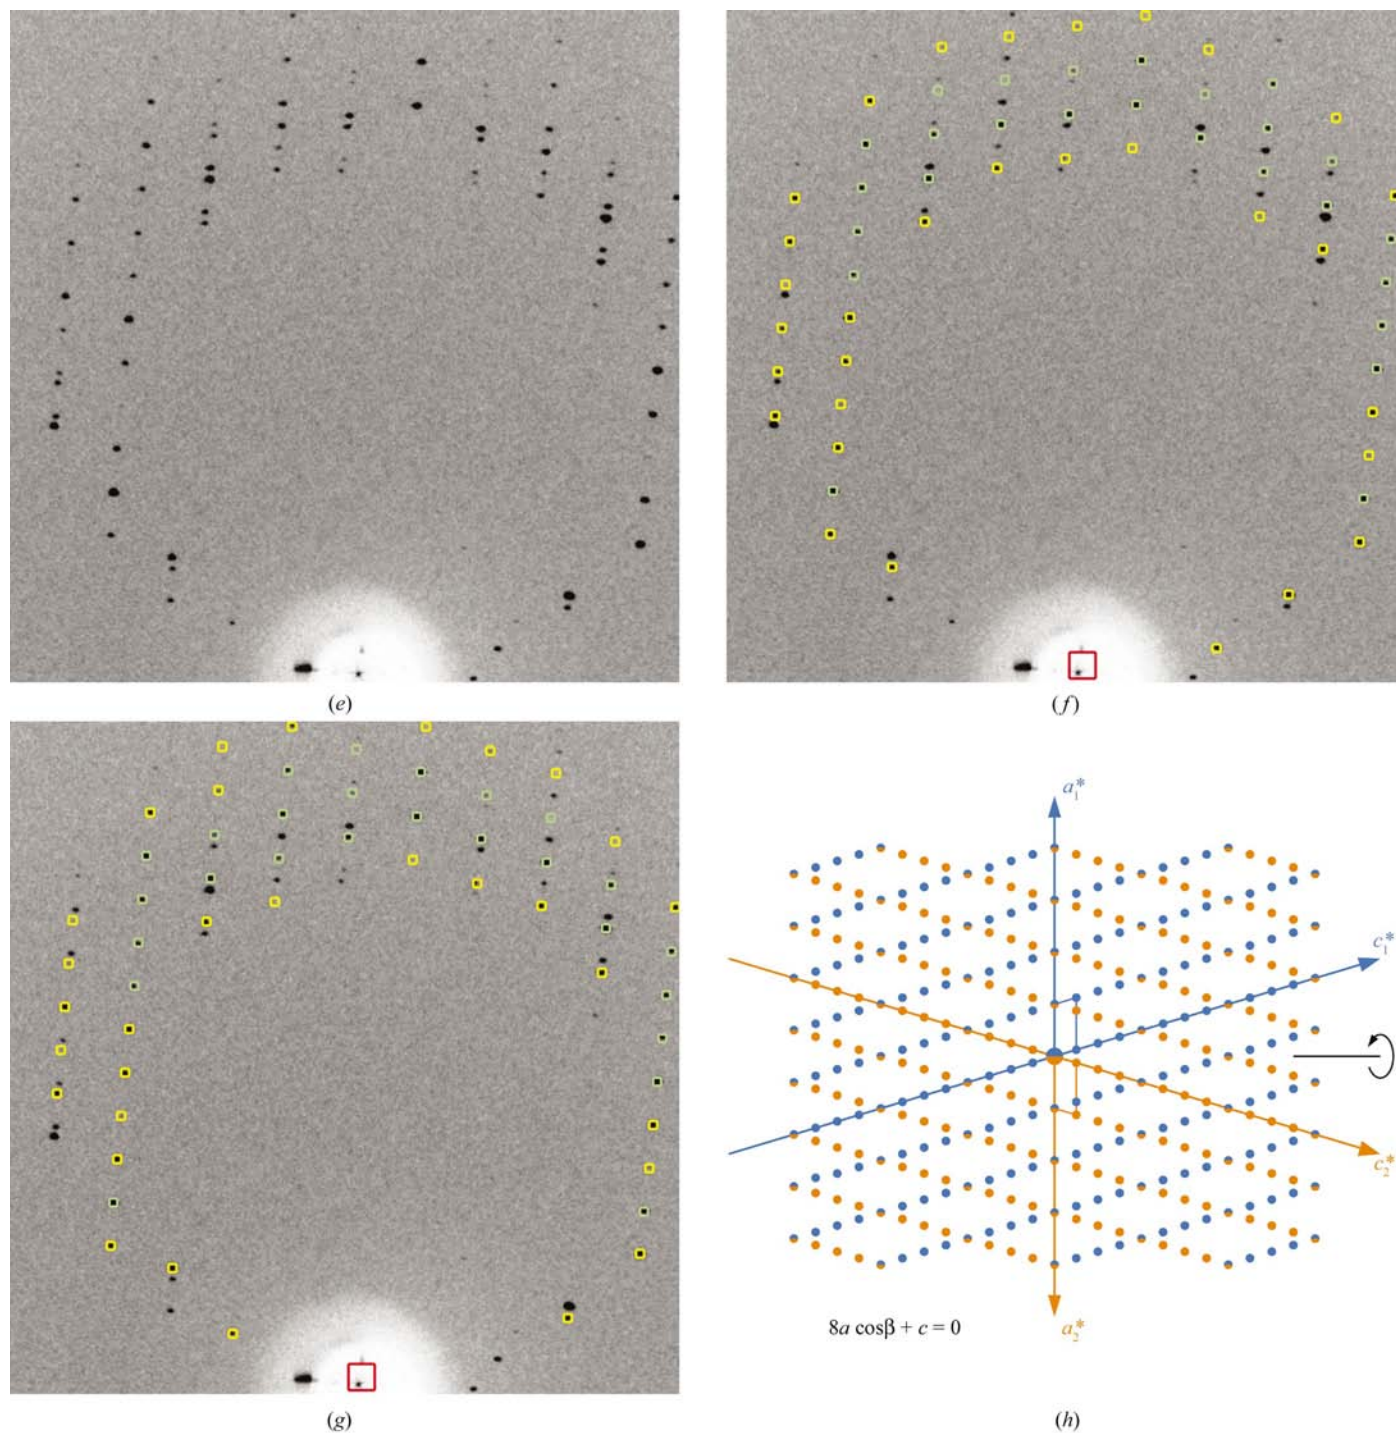 (e)
(f)
a₁*
c₁*
c₂*
8a cosβ + c = 0
a₂*
(g)
(h)